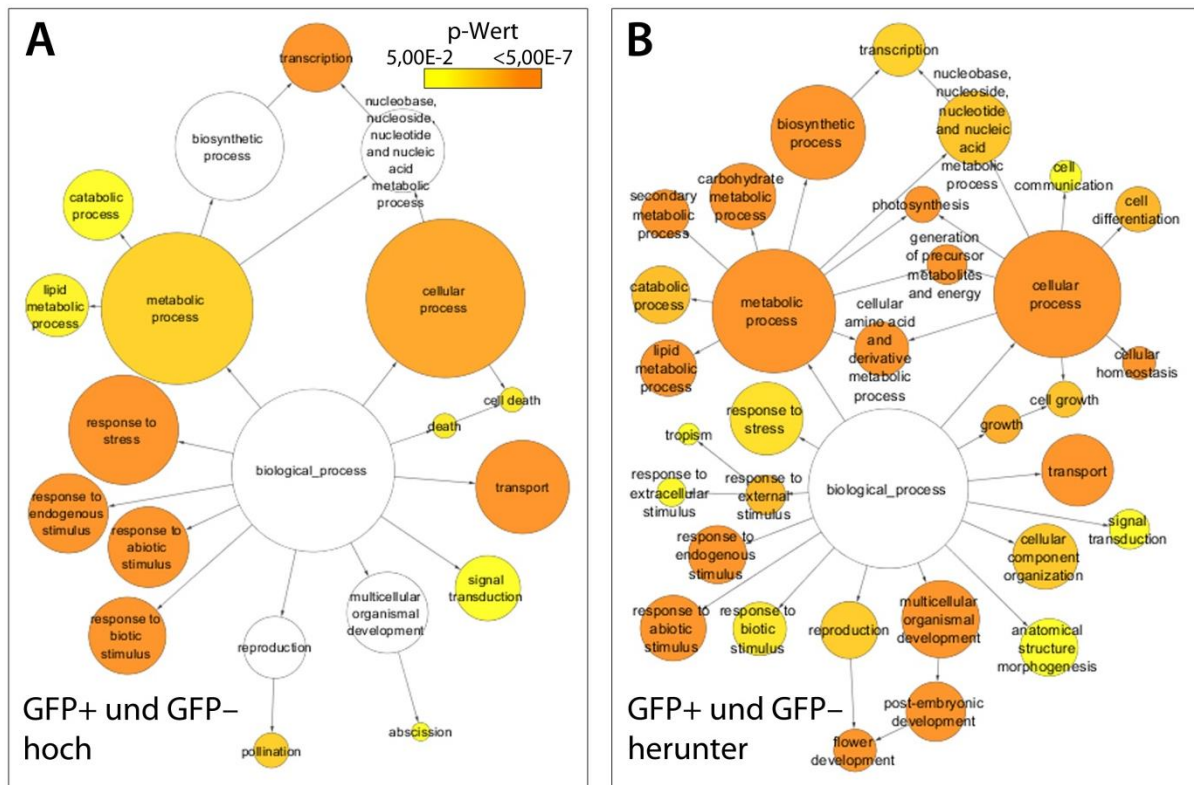 A
p-Wert
5,00E-2
<5,00E-7
transcription
biosynthetic
process
nucleobase,
nucleoside,
nucleotide
and nucleic
acid
metabolic
process
catabolic
process
lipid
metabolic
process
metabolic
process
cellular
process
cell death
death
response to
stress
biological_process
transport
response to
endogenous
stimulus
response to
abiotic
stimulus
response to
biotic
stimulus
signal
transduction
multicellular
organismal
development
reproduction
abscission
pollination
GFP+ und GFP–
hoch
B
transcription
nucleobase,
nucleoside,
nucleotide
and nucleic
acid
metabolic
process
biosynthetic
process
cell
communication
carbohydrate
metabolic
process
secondary
metabolic
process
photosynthesis
cell
differentiation
generation
of precursor
metabolites
and energy
catabolic
process
metabolic
process
cellular
process
cellular
amino acid
and
derivative
metabolic
process
lipid
metabolic
process
cellular
homeostasis
cell growth
growth
response to
stress
tropism
response to
extracellular
stimulus
response to
external
stimulus
biological_process
transport
signal
transduction
response to
endogenous
stimulus
cellular
component
organization
response to
abiotic
stimulus
response to
biotic
stimulus
reproduction
multicellular
organismal
development
anatomical
structure
morphogenesis
post-embryonic
development
flower
development
GFP+ und GFP–
herunter